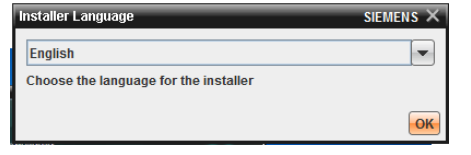 Installer Language SIEMENS
English
Choose the language for the installer
OK